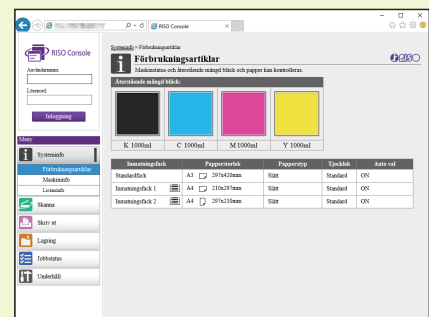 RISO Console
RISO Console
Användarnamn:
Lösenord:
Inloggning
Meny
Systeminfo
Förbrukningsartiklar
Maskininfo
Licensinfo
Skanna
Skriv ut
Lagring
Jobbstatus
Underhåll
Systeminfo > Förbrukningsartiklar
Förbrukningsartiklar
RISO
Maskinstatus och återstående mängd bläck och papper kan kontrolleras.
Återstående mängd bläck:
K 1000ml C 1000ml M 1000ml Y 1000ml
Inmatningsfack Pappersstorlek Papperstyp Tjocklek Auto val
Standardfack A3 297x420mm Slätt Standard ON
Inmatningsfack 1 A4 210x297mm Slätt Standard ON
Inmatningsfack 2 A4 297x210mm Slätt Standard ON